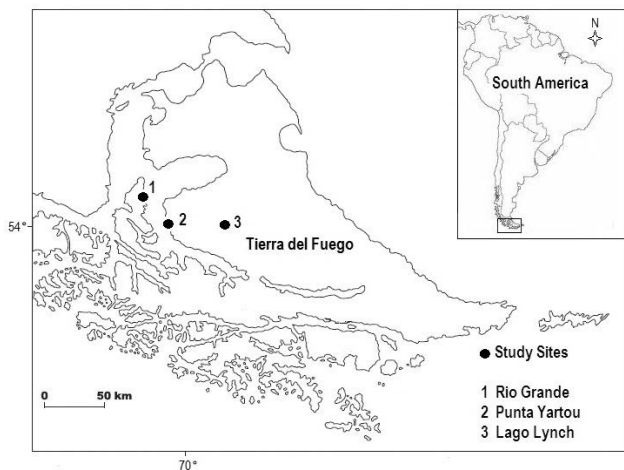 N
South America
1
2
3
54°
Tierra del Fuego
Study Sites
0 50 km
1 Rio Grande
2 Punta Yartou
3 Lago Lynch
70°